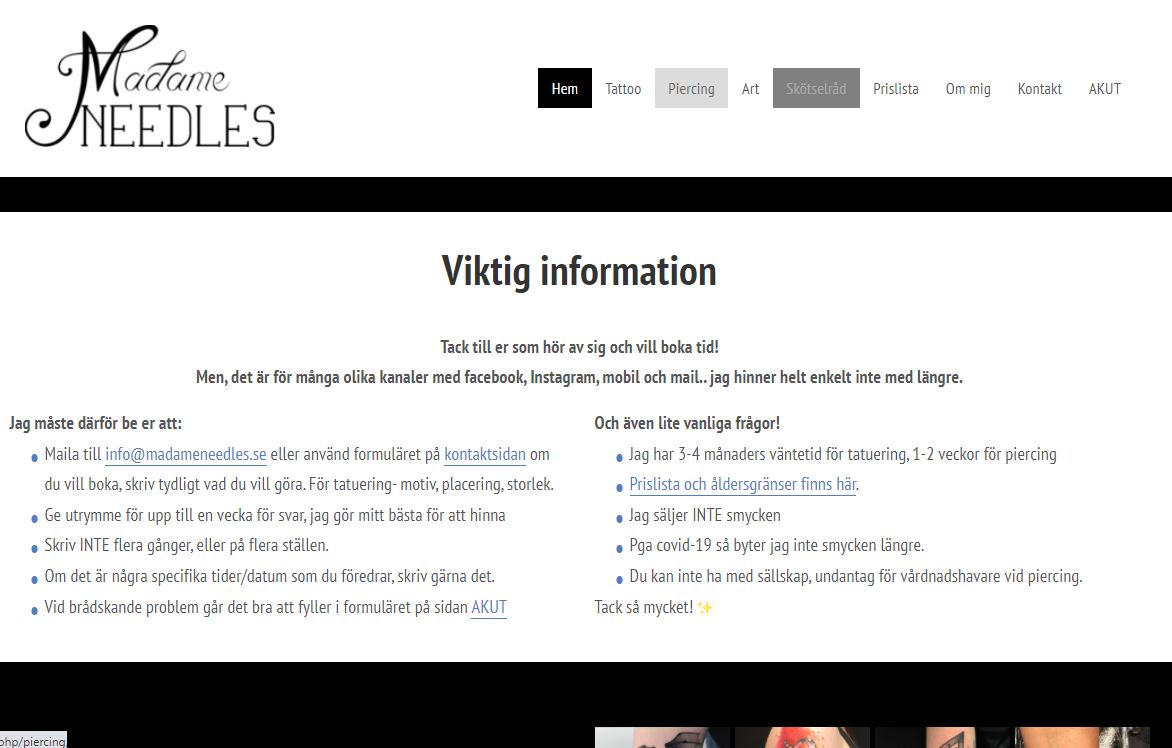 Madame
NEEDLES
Hem Tattoo Piercing Art Skötselråd Prislista Om mig Kontakt AKUT
Viktig information
Tack till er som hör av sig och vill boka tid!
Men, det är för många olika kanaler med facebook, Instagram, mobil och mail.. jag hinner helt enkelt inte med längre.
Jag måste därför be er att:
Maila till info@madameneedles.se eller använd formuläret på kontaktsidan om
du vill boka, skriv tydligt vad du vill göra. För tatuering- motiv, placering, storlek.
Ge utrymme för upp till en vecka för svar, jag gör mitt bästa för att hinna
Skriv INTE flera gånger, eller på flera ställen.
Om det är några specifika tider/datum som du föredrar, skriv gärna det.
Vid brådskande problem går det bra att fyller i formuläret på sidan AKUT
Och även lite vanliga frågor!
Jag har 3-4 månaders väntetid för tatuering, 1-2 veckor för piercing
Prislista och åldersgränser finns här.
Jag säljer INTE smycken
Pga covid-19 så byter jag inte smycken längre.
Du kan inte ha med sällskap, undantag för vårdnadshavare vid piercing.
Tack så mycket! ✨
php/piercing.